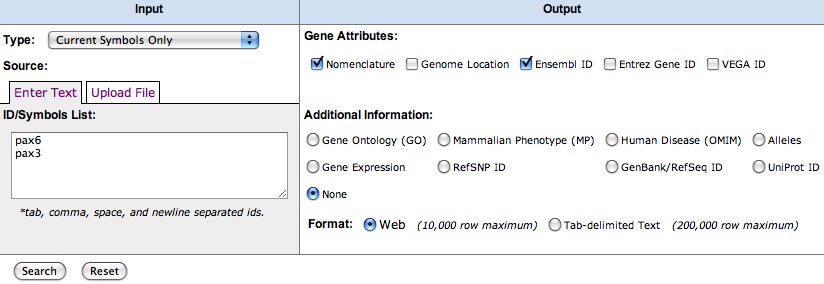 Input
Output
Type: Current Symbols Only
Source:
Enter Text Upload File
ID/Symbols List:
pax6
pax3
*tab, comma, space, and newline separated ids.
Gene Attributes:
Nomenclature Genome Location Ensembl ID Entrez Gene ID VEGA ID
Additional Information:
Gene Ontology (GO) Mammalian Phenotype (MP) Human Disease (OMIM) Alleles
Gene Expression RefSNP ID GenBank/RefSeq ID UniProt ID
None
Format: Web (10,000 row maximum) Tab-delimited Text (200,000 row maximum)
Search Reset